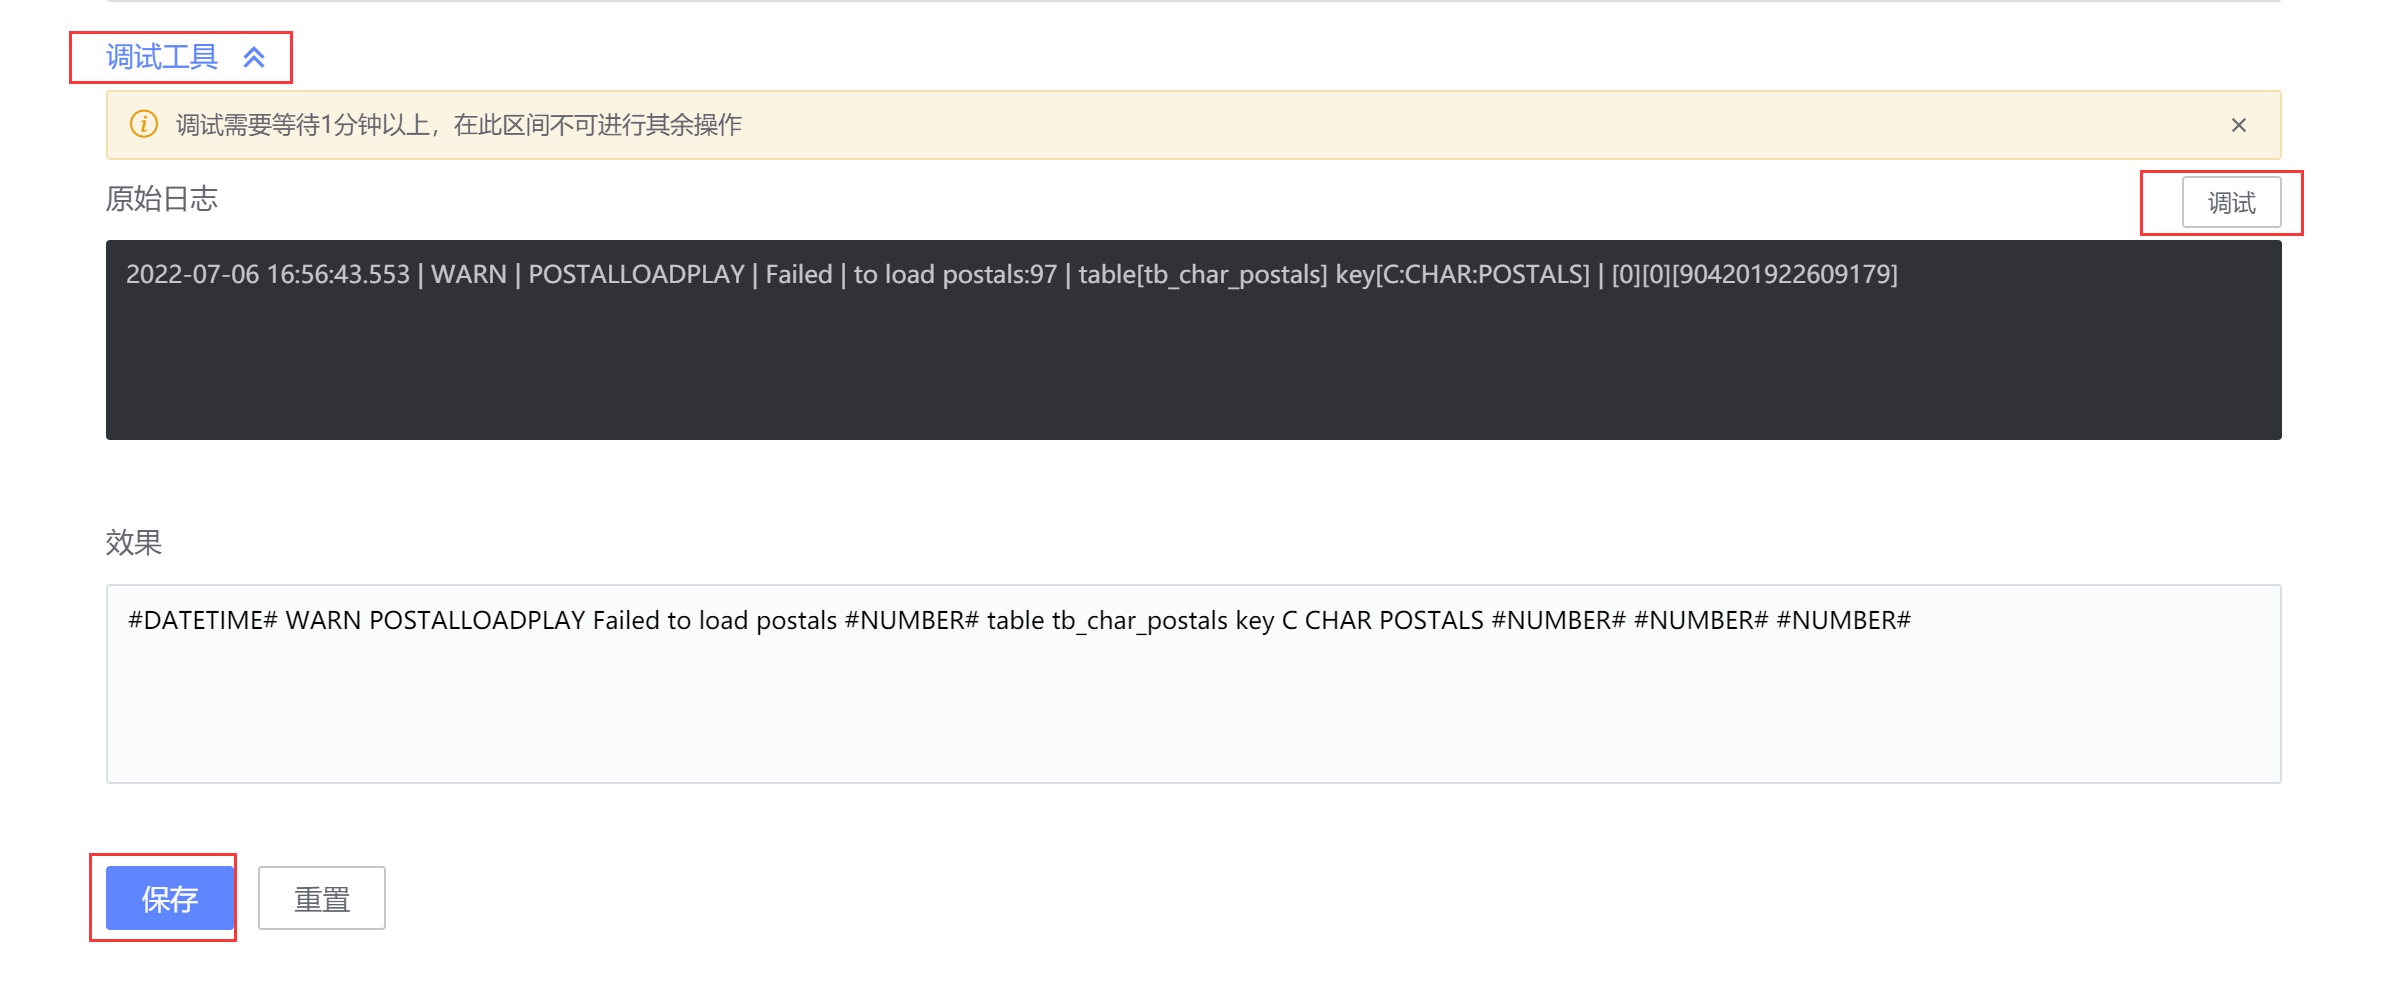 调试工具
调试需要等待1分钟以上，在此区间不可进行其余操作
原始日志
调试
2022-07-06 16:56:43.553 | WARN | POSTALLOADPLAY | Failed | to load postals:97 | table[tb_char_postals] key[C:CHAR:POSTALS] | [0][0][904201922609179]
效果
#DATETIME# WARN POSTALLOADPLAY Failed to load postals #NUMBER# table tb_char_postals key C CHAR POSTALS #NUMBER# #NUMBER# #NUMBER#
保存 重置